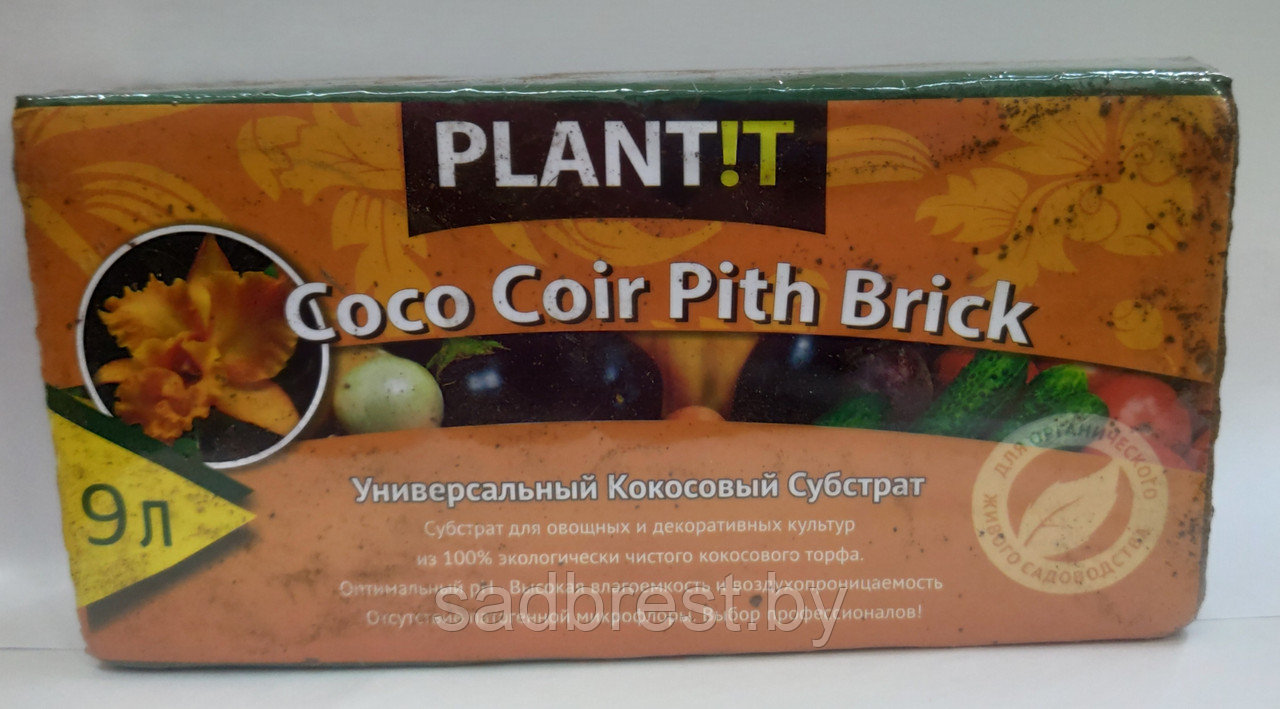 PLANT!T
Coco Coir Pith Brick
9 л
Универсальный Кокосовый Субстрат
Субстрат для овощных и декоративных культур
из 100% экологически чистого кокосового торфа.
Оптимальный pH. Высокая влагоемкость и воздухопроницаемость
Отсутствие патогенной микрофлоры. Выбор профессионалов!
ДЛЯ ОРГАНИЧЕСКОГО
ЖИВОГО САДОВОДСТВА
sadbrest.by